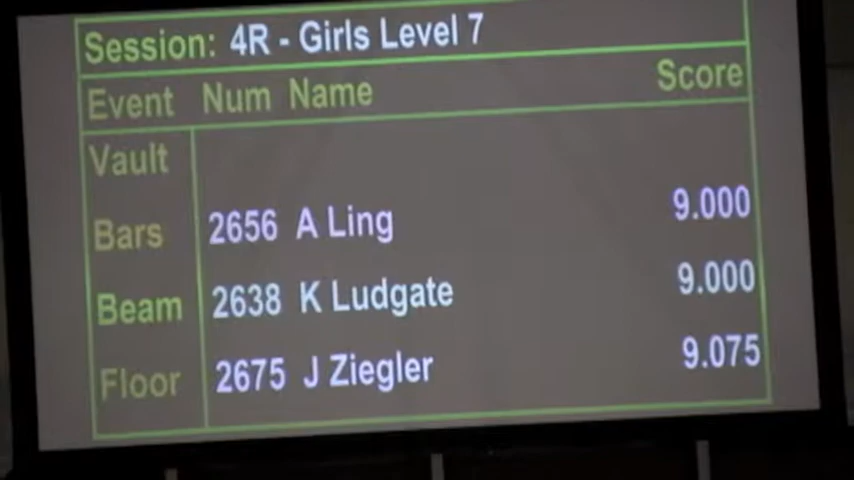 Session: 4R - Girls Level 7
Event Num Name Score
Vault
Bars 2656 A Ling 9.000
Beam 2638 K Ludgate 9.000
Floor 2675 J Ziegler 9.075